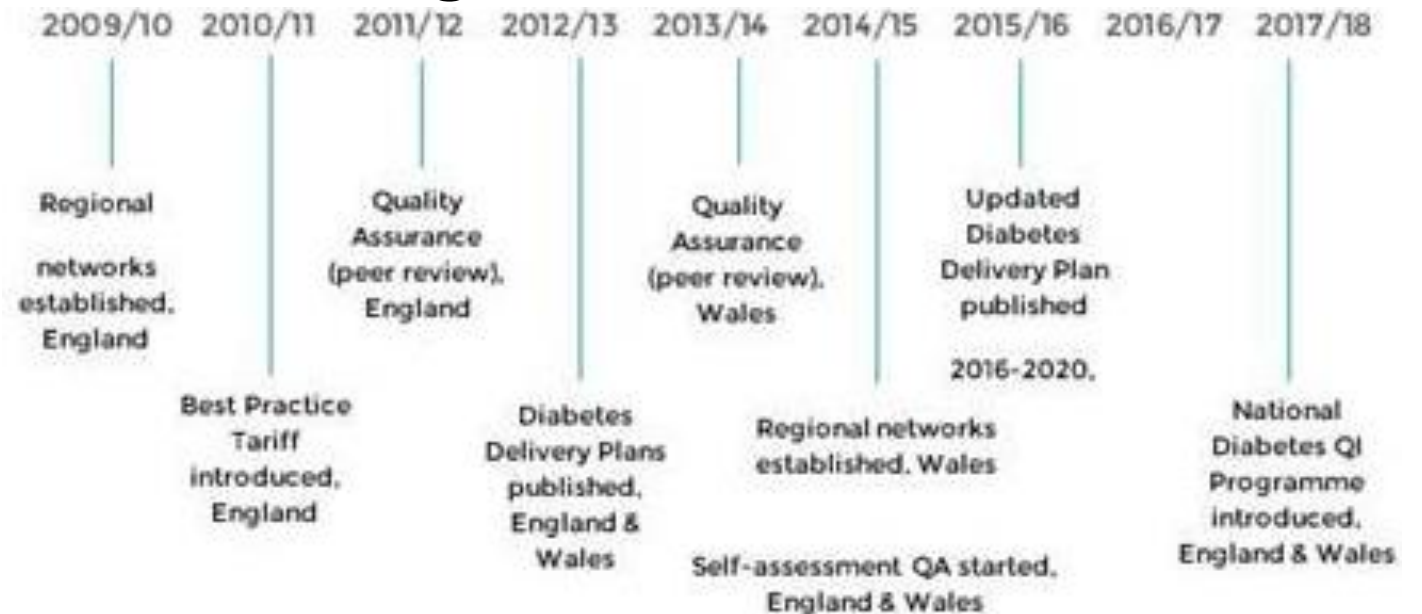 2009/10 2010/11 2011/12 2012/13 2013/14 2014/15 2015/16 2016/17 2017/18
Regional
networks
established,
England
Best Practice
Tariff
introduced,
England
Quality
Assurance
(peer review),
England
Diabetes
Delivery Plans
published,
England &
Wales
Quality
Assurance
(peer review),
Wales
Regional networks
established, Wales
Self-assessment QA started,
England & Wales
Updated
Diabetes
Delivery Plan
published
2016-2020,
National
Diabetes QI
Programme
introduced,
England & Wales